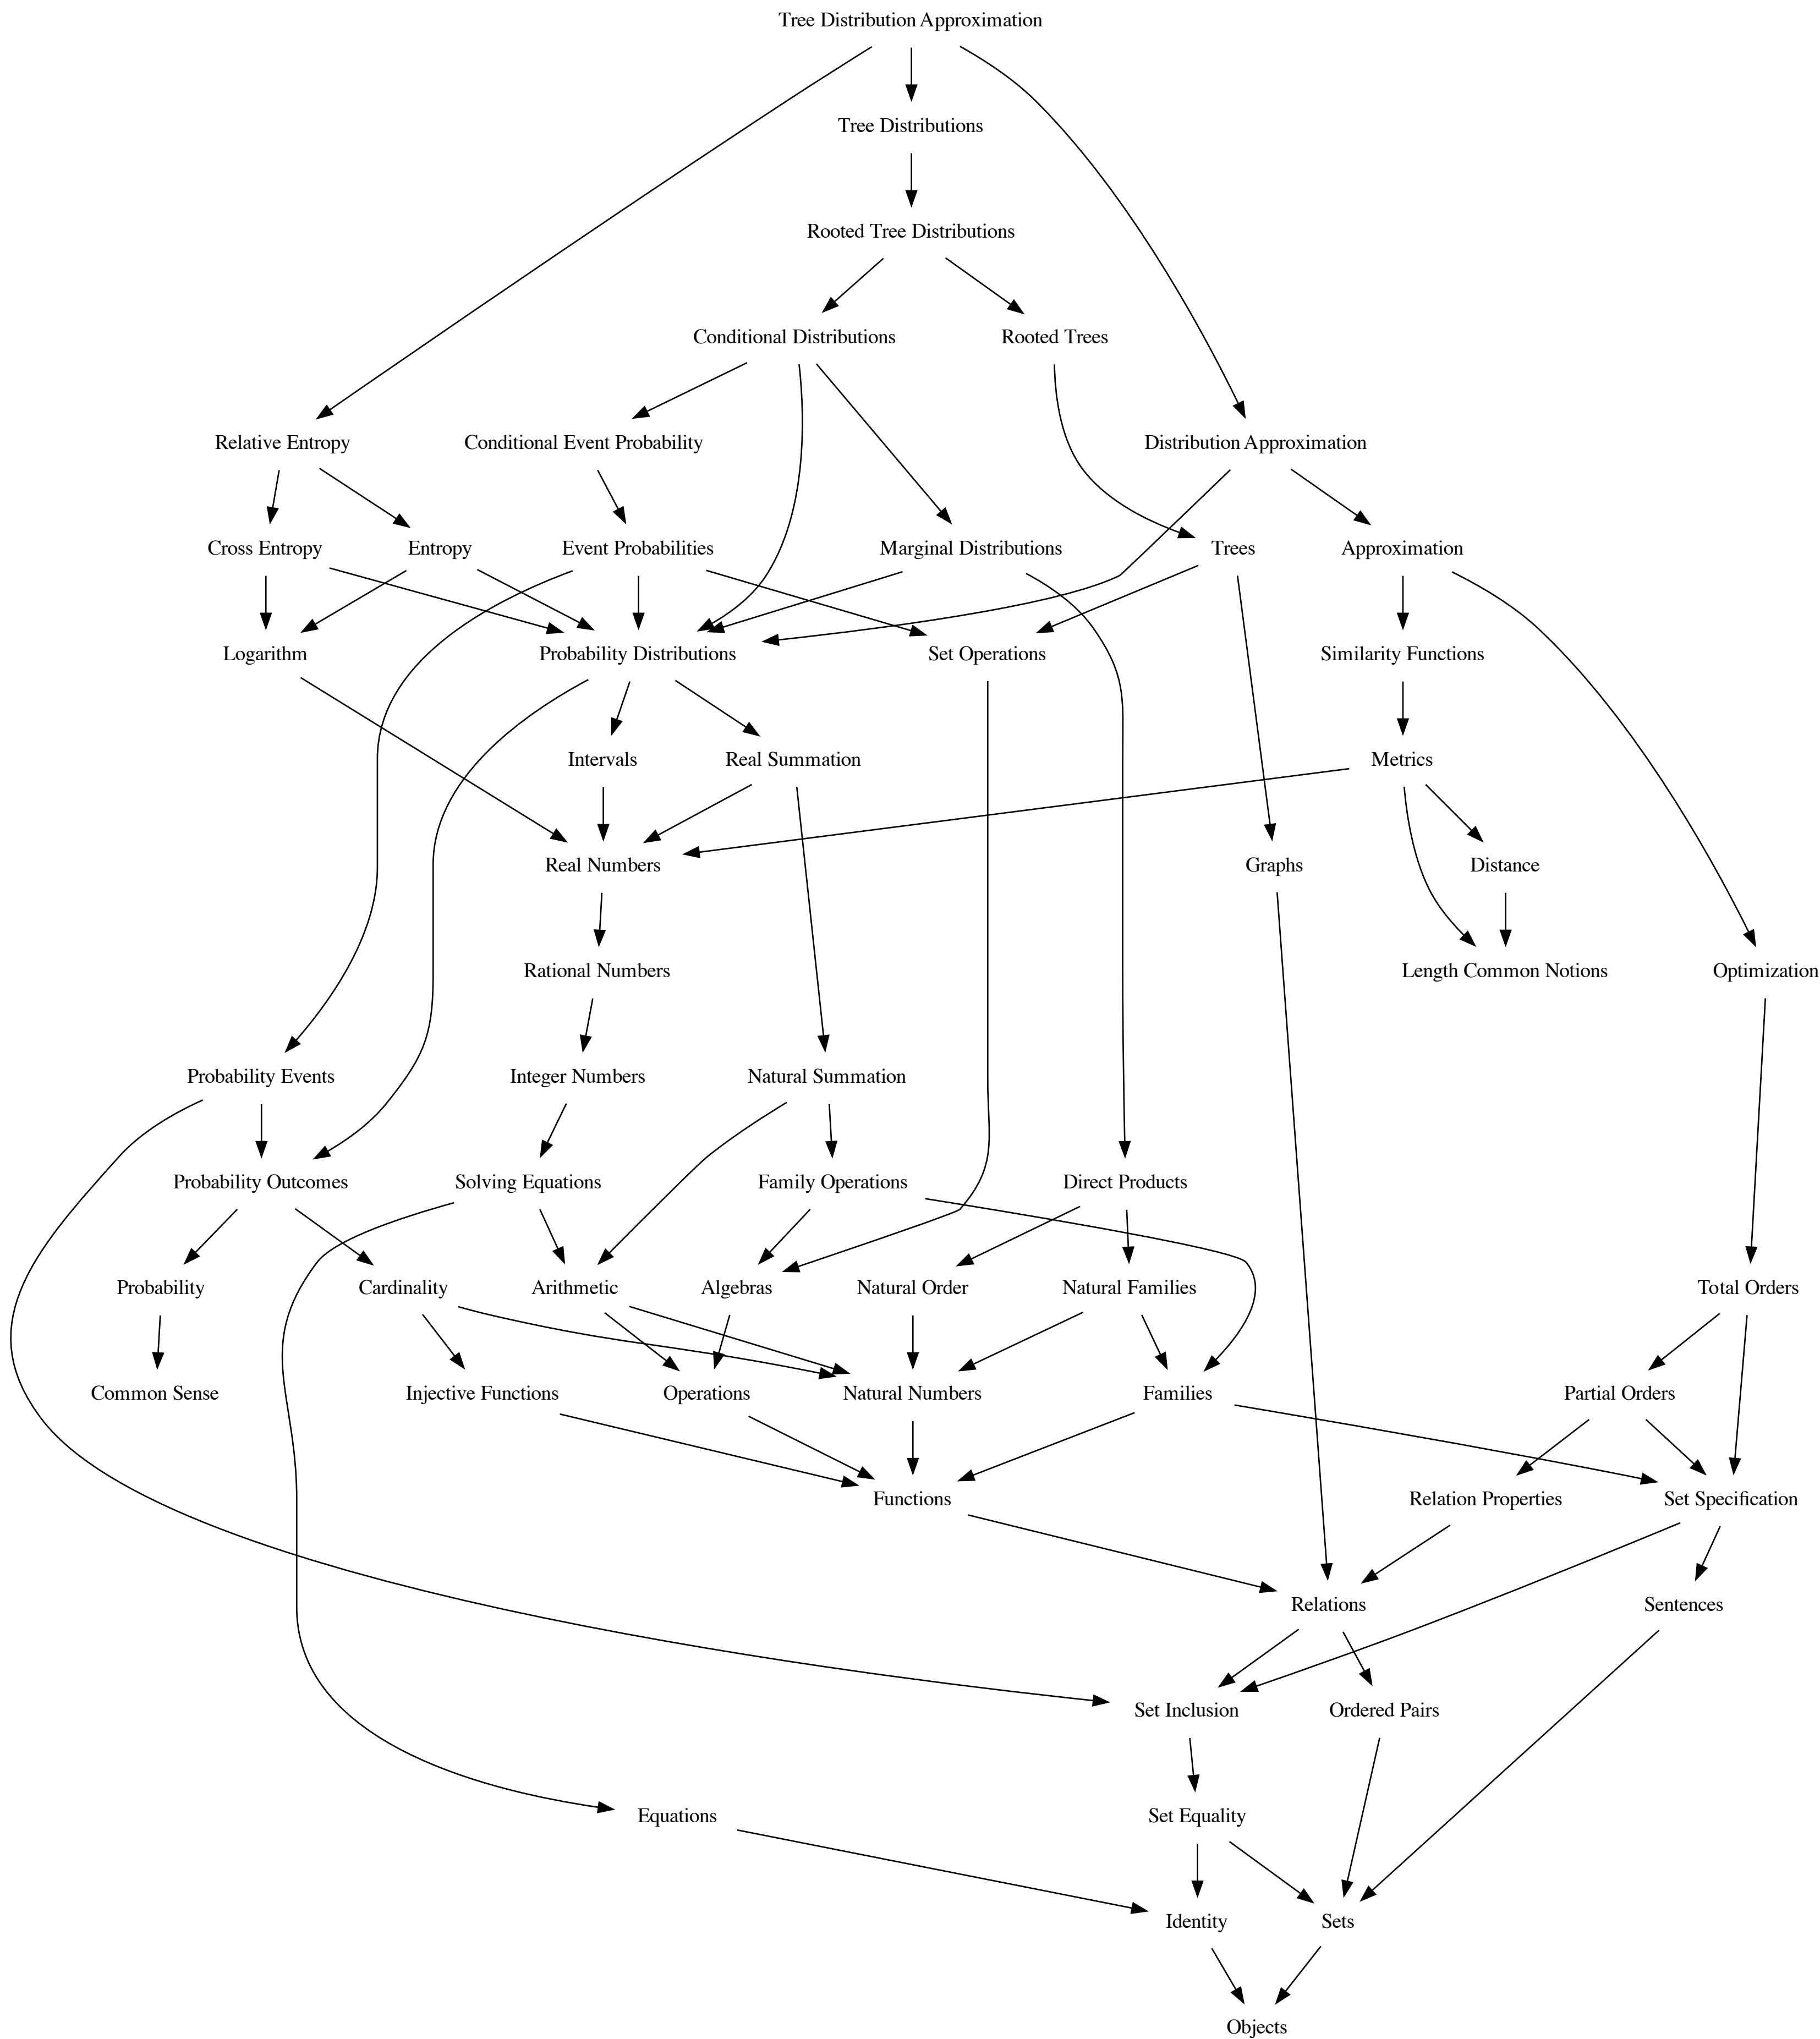 Tree Distribution Approximation
Tree Distributions
Rooted Tree Distributions
Conditional Distributions
Rooted Trees
Relative Entropy
Conditional Event Probability
Distribution Approximation
Cross Entropy
Entropy
Event Probabilities
Marginal Distributions
Trees
Approximation
Logarithm
Probability Distributions
Set Operations
Similarity Functions
Intervals
Real Summation
Metrics
Real Numbers
Graphs
Distance
Rational Numbers
Length Common Notions
Optimization
Probability Events
Integer Numbers
Natural Summation
Probability Outcomes
Solving Equations
Family Operations
Direct Products
Probability
Cardinality
Arithmetic
Algebras
Natural Order
Natural Families
Total Orders
Common Sense
Injective Functions
Operations
Natural Numbers
Families
Partial Orders
Functions
Relation Properties
Set Specification
Relations
Sentences
Set Inclusion
Ordered Pairs
Equations
Set Equality
Identity
Sets
Objects